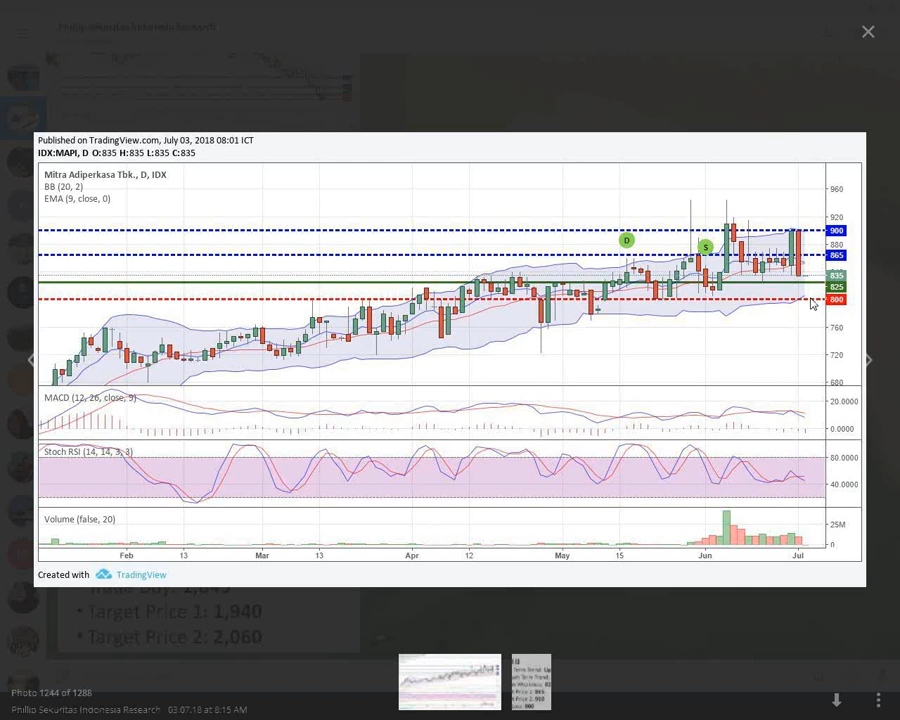 Phillip Sekuritas Indonesia Research
Published on TradingView.com, July 03, 2018 08:01 ICT
IDX:MAPI, D O:835 H:835 L:835 C:835
Mitra Adiperkasa Tbk., D, IDX
BB (20, 2)
EMA (9, close, 0)
960
920
900
880
865
835
825
800
760
720
680
D
S
MACD (12, 26, close, 9)
20.0000
0.0000
Stoch RSI (14, 14, 3, 3)
80.0000
40.0000
Volume (false, 20)
25M
0
Feb 13 Mar 13 Apr 12 May 15 Jun Jul
Created with TradingView
• Target Price 1: 1,940
• Target Price 2: 2,060
Photo 1244 of 1288
Phillip Sekuritas Indonesia Research 03.07.18 at 8:15 AM